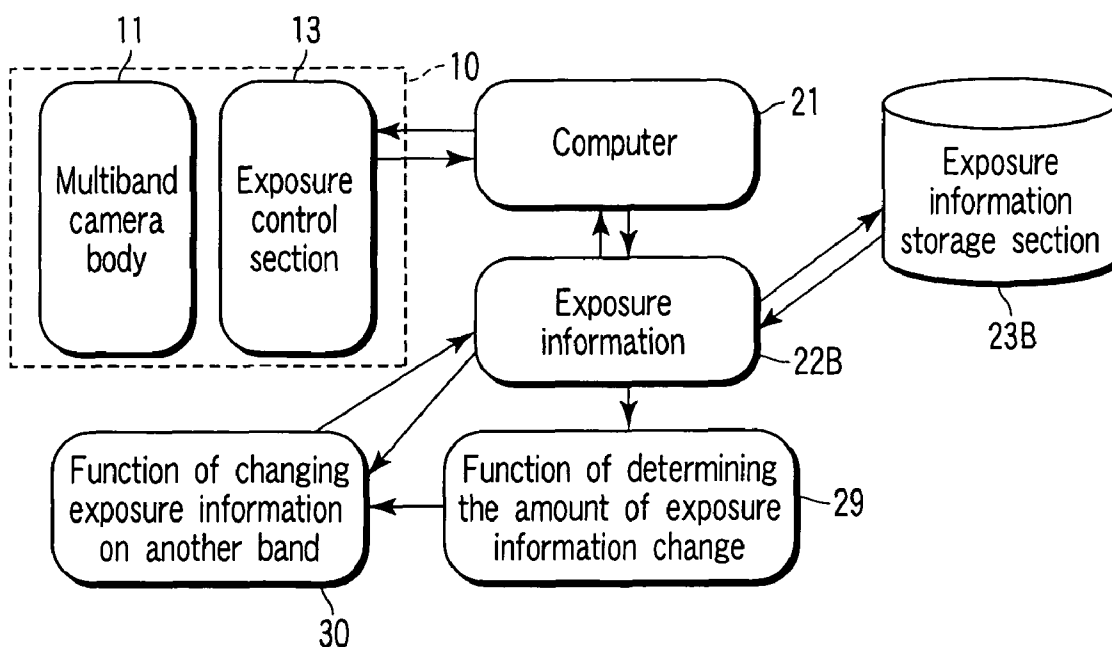 11
13
10
21
Multiband
camera
body
Exposure
control
section
Computer
Exposure
information
storage section
23B
Exposure
information
22B
Function of changing
exposure information
on another band
30
Function of determining
the amount of exposure
information change
29